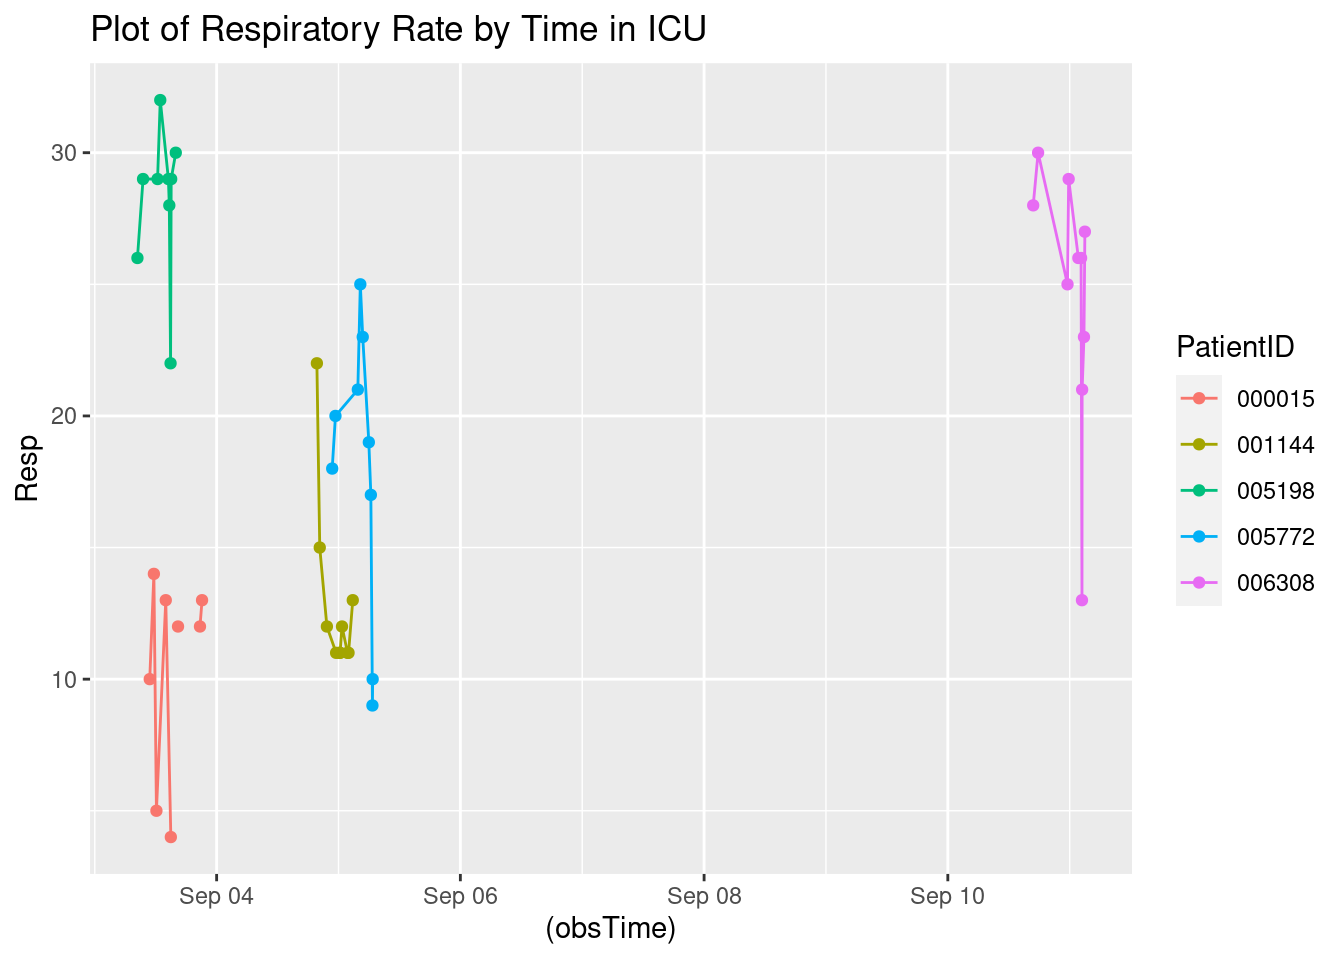 Plot of Respiratory Rate by Time in ICU
30
20
10
Resp
Sep 04
Sep 06
Sep 08
Sep 10
(obsTime)
PatientID
000015
001144
005198
005772
006308